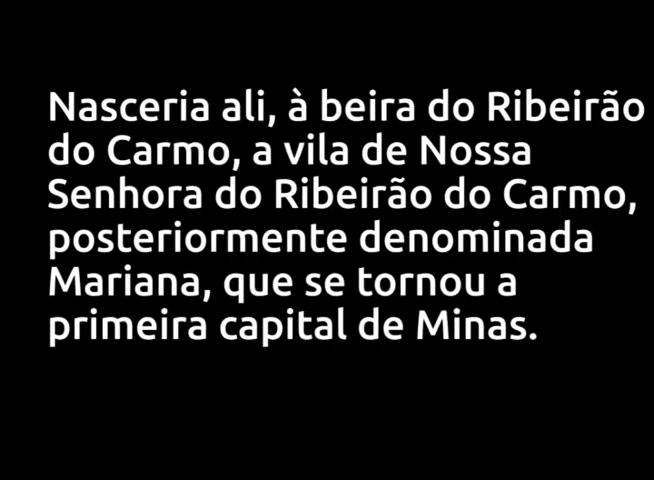 Nasceria ali, à beira do Ribeirão
do Carmo, a vila de Nossa
Senhora do Ribeirão do Carmo,
posteriormente denominada
Mariana, que se tornou a
primeira capital de Minas.